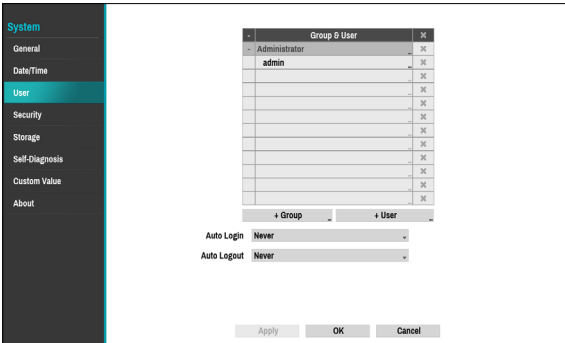 System
General
Date/Time
User
Security
Storage
Self-Diagnosis
Custom Value
About
- Group & User ×
- Administrator ... ×
admin ... ×
... ×
... ×
... ×
... ×
... ×
... ×
... ×
... ×
... ×
... ×
+ Group ... + User ...
Auto Login Never
Auto Logout Never
Apply OK Cancel